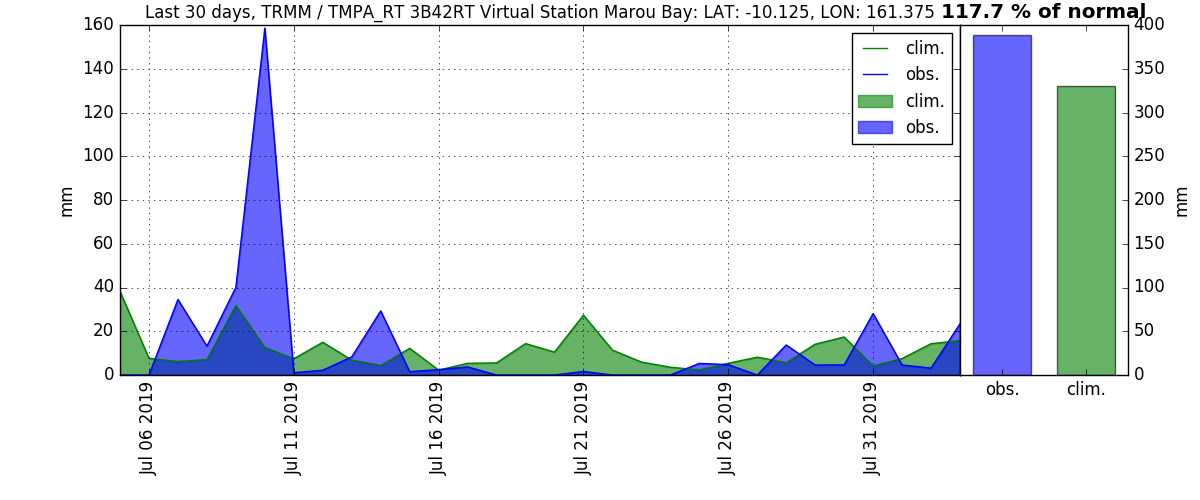 Last 30 days, TRMM / TMPA_RT 3B42RT Virtual Station Marou Bay: LAT: -10.125, LON: 161.375 117.7 % of normal
160
140
120
100
80
60
40
20
0
mm
clim.
obs.
clim.
obs.
400
350
300
250
200
150
100
50
0
mm
obs.
clim.
Jul 06 2019
Jul 11 2019
Jul 16 2019
Jul 21 2019
Jul 26 2019
Jul 31 2019